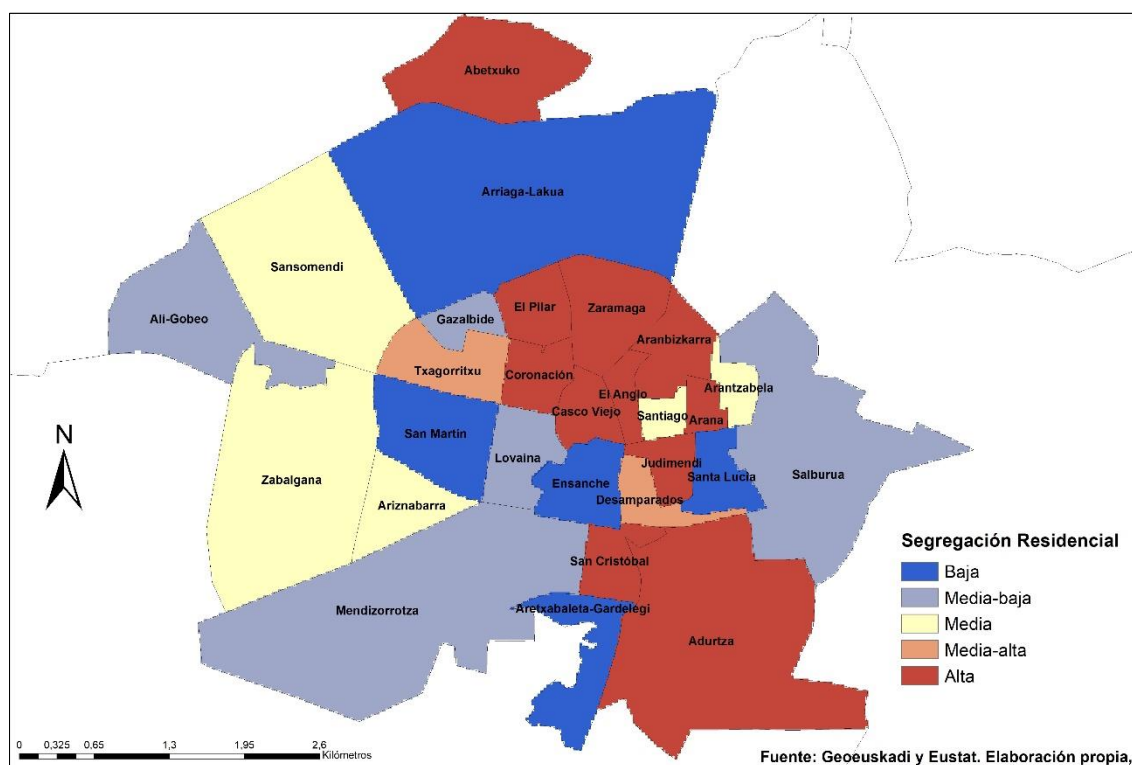 Abetxuko
Arriaga-Lakua
Sansomendi
Ali-Gobeo
Gazalbide
El Pilar
Zaramaga
Aranbizkarra
Txagorritxu
Coronación
Arantzabela
El Anglo
Casco Viejo
Santiago
Arana
San Martin
Lovaina
Judimendi
Zabalgana
Ensanche
Santa Lucia
Salburua
Ariznabarra
Desamparados
San Cristóbal
Mendizorrotza
Aretxabaleta-Gardelegi
Adurtza
N
Segregación Residencial
Baja
Media-baja
Media
Media-alta
Alta
0 0,325 0,65 1,3 1,95 2,6
Kilómetros
Fuente: Geoeuskadi y Eustat. Elaboración propia,